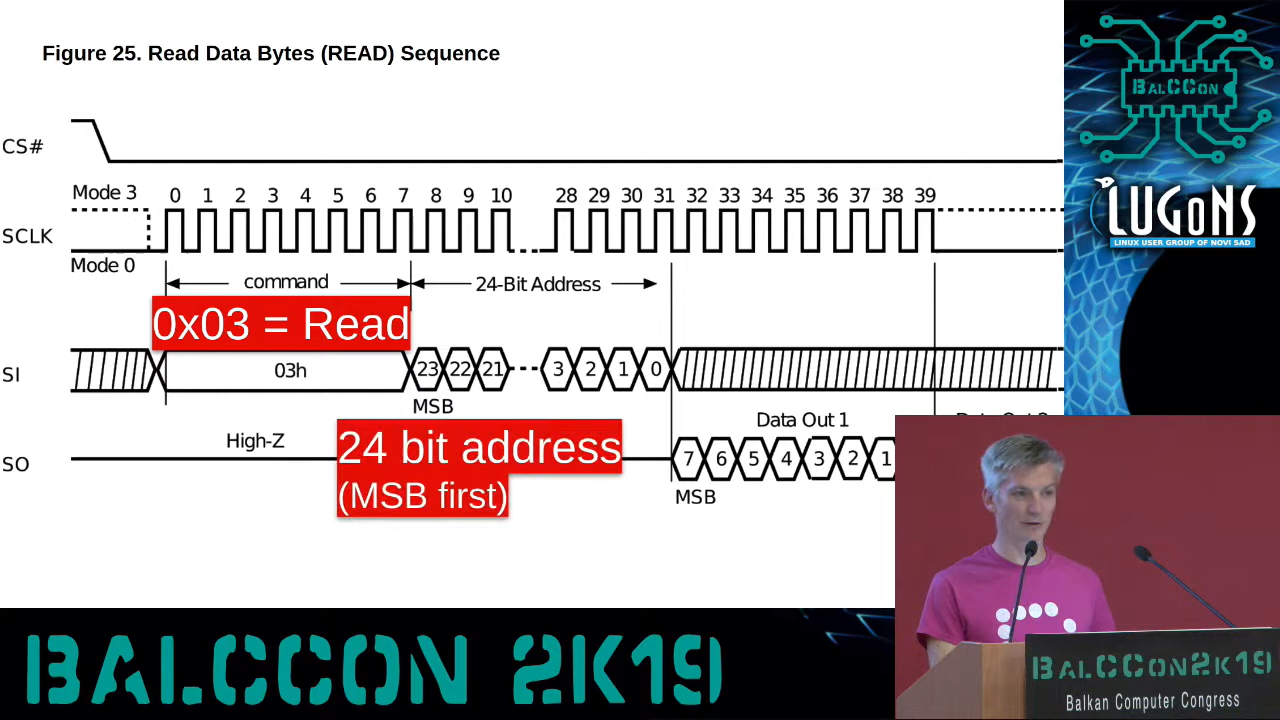 Figure 25. Read Data Bytes (READ) Sequence
CS#
Mode 3
0 1 2 3 4 5 6 7 8 9 10 28 29 30 31 32 33 34 35 36 37 38 39
SCLK
Mode 0
command
24-Bit Address
0x03 = Read
SI
03h
23 22 21 3 2 1 0
MSB
Data Out 1
High-Z
24 bit address
(MSB first)
SO
7 6 5 4 3 2 1
MSB
BALCCON
LUGONS
LINUX USER GROUP OF NOVI SAD
BALCCON 2K19
BALCCON2K19
Balkan Computer Congress